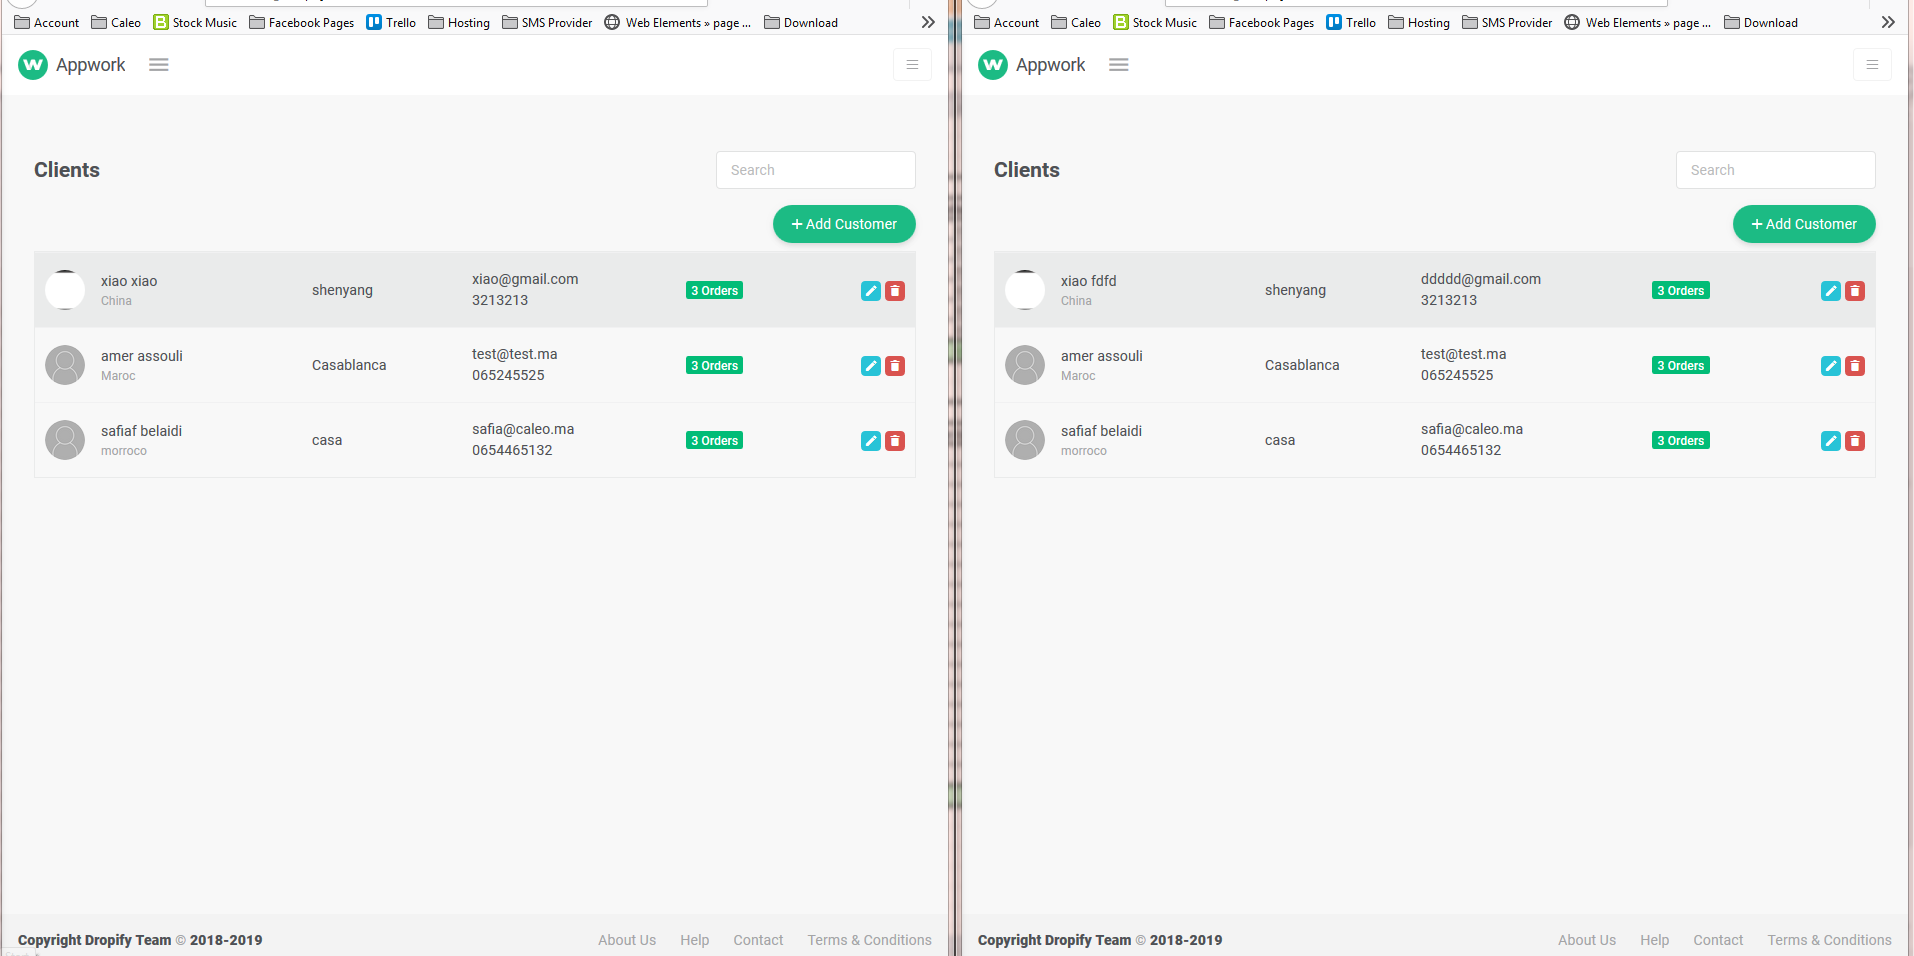 Account Caleo Stock Music Facebook Pages Trello Hosting SMS Provider Web Elements » page ... Download
Appwork
Clients
Search
+ Add Customer
xiao xiao
China
shenyang
xiao@gmail.com
3213213
3 Orders
amer assouli
Maroc
Casablanca
test@test.ma
065245525
3 Orders
safiaf belaidi
morroco
casa
safia@caleo.ma
0654465132
3 Orders
Copyright Dropify Team © 2018-2019
About Us Help Contact Terms & Conditions
Account Caleo Stock Music Facebook Pages Trello Hosting SMS Provider Web Elements » page ... Download
Appwork
Clients
Search
+ Add Customer
xiao fdfd
China
shenyang
ddddd@gmail.com
3213213
3 Orders
amer assouli
Maroc
Casablanca
test@test.ma
065245525
3 Orders
safiaf belaidi
morroco
casa
safia@caleo.ma
0654465132
3 Orders
Copyright Dropify Team © 2018-2019
About Us Help Contact Terms & Conditions